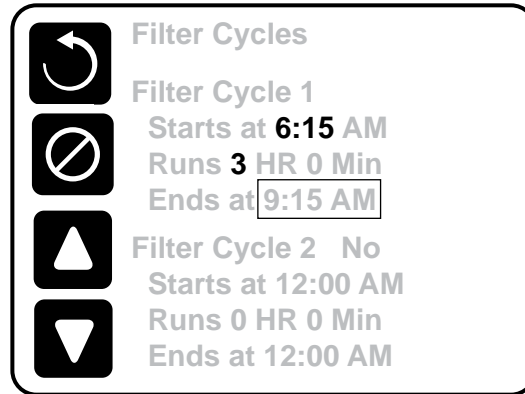 Filter Cycles
Filter Cycle 1
Starts at 6:15 AM
Runs 3 HR 0 Min
Ends at 9:15 AM
Filter Cycle 2 No
Starts at 12:00 AM
Runs 0 HR 0 Min
Ends at 12:00 AM